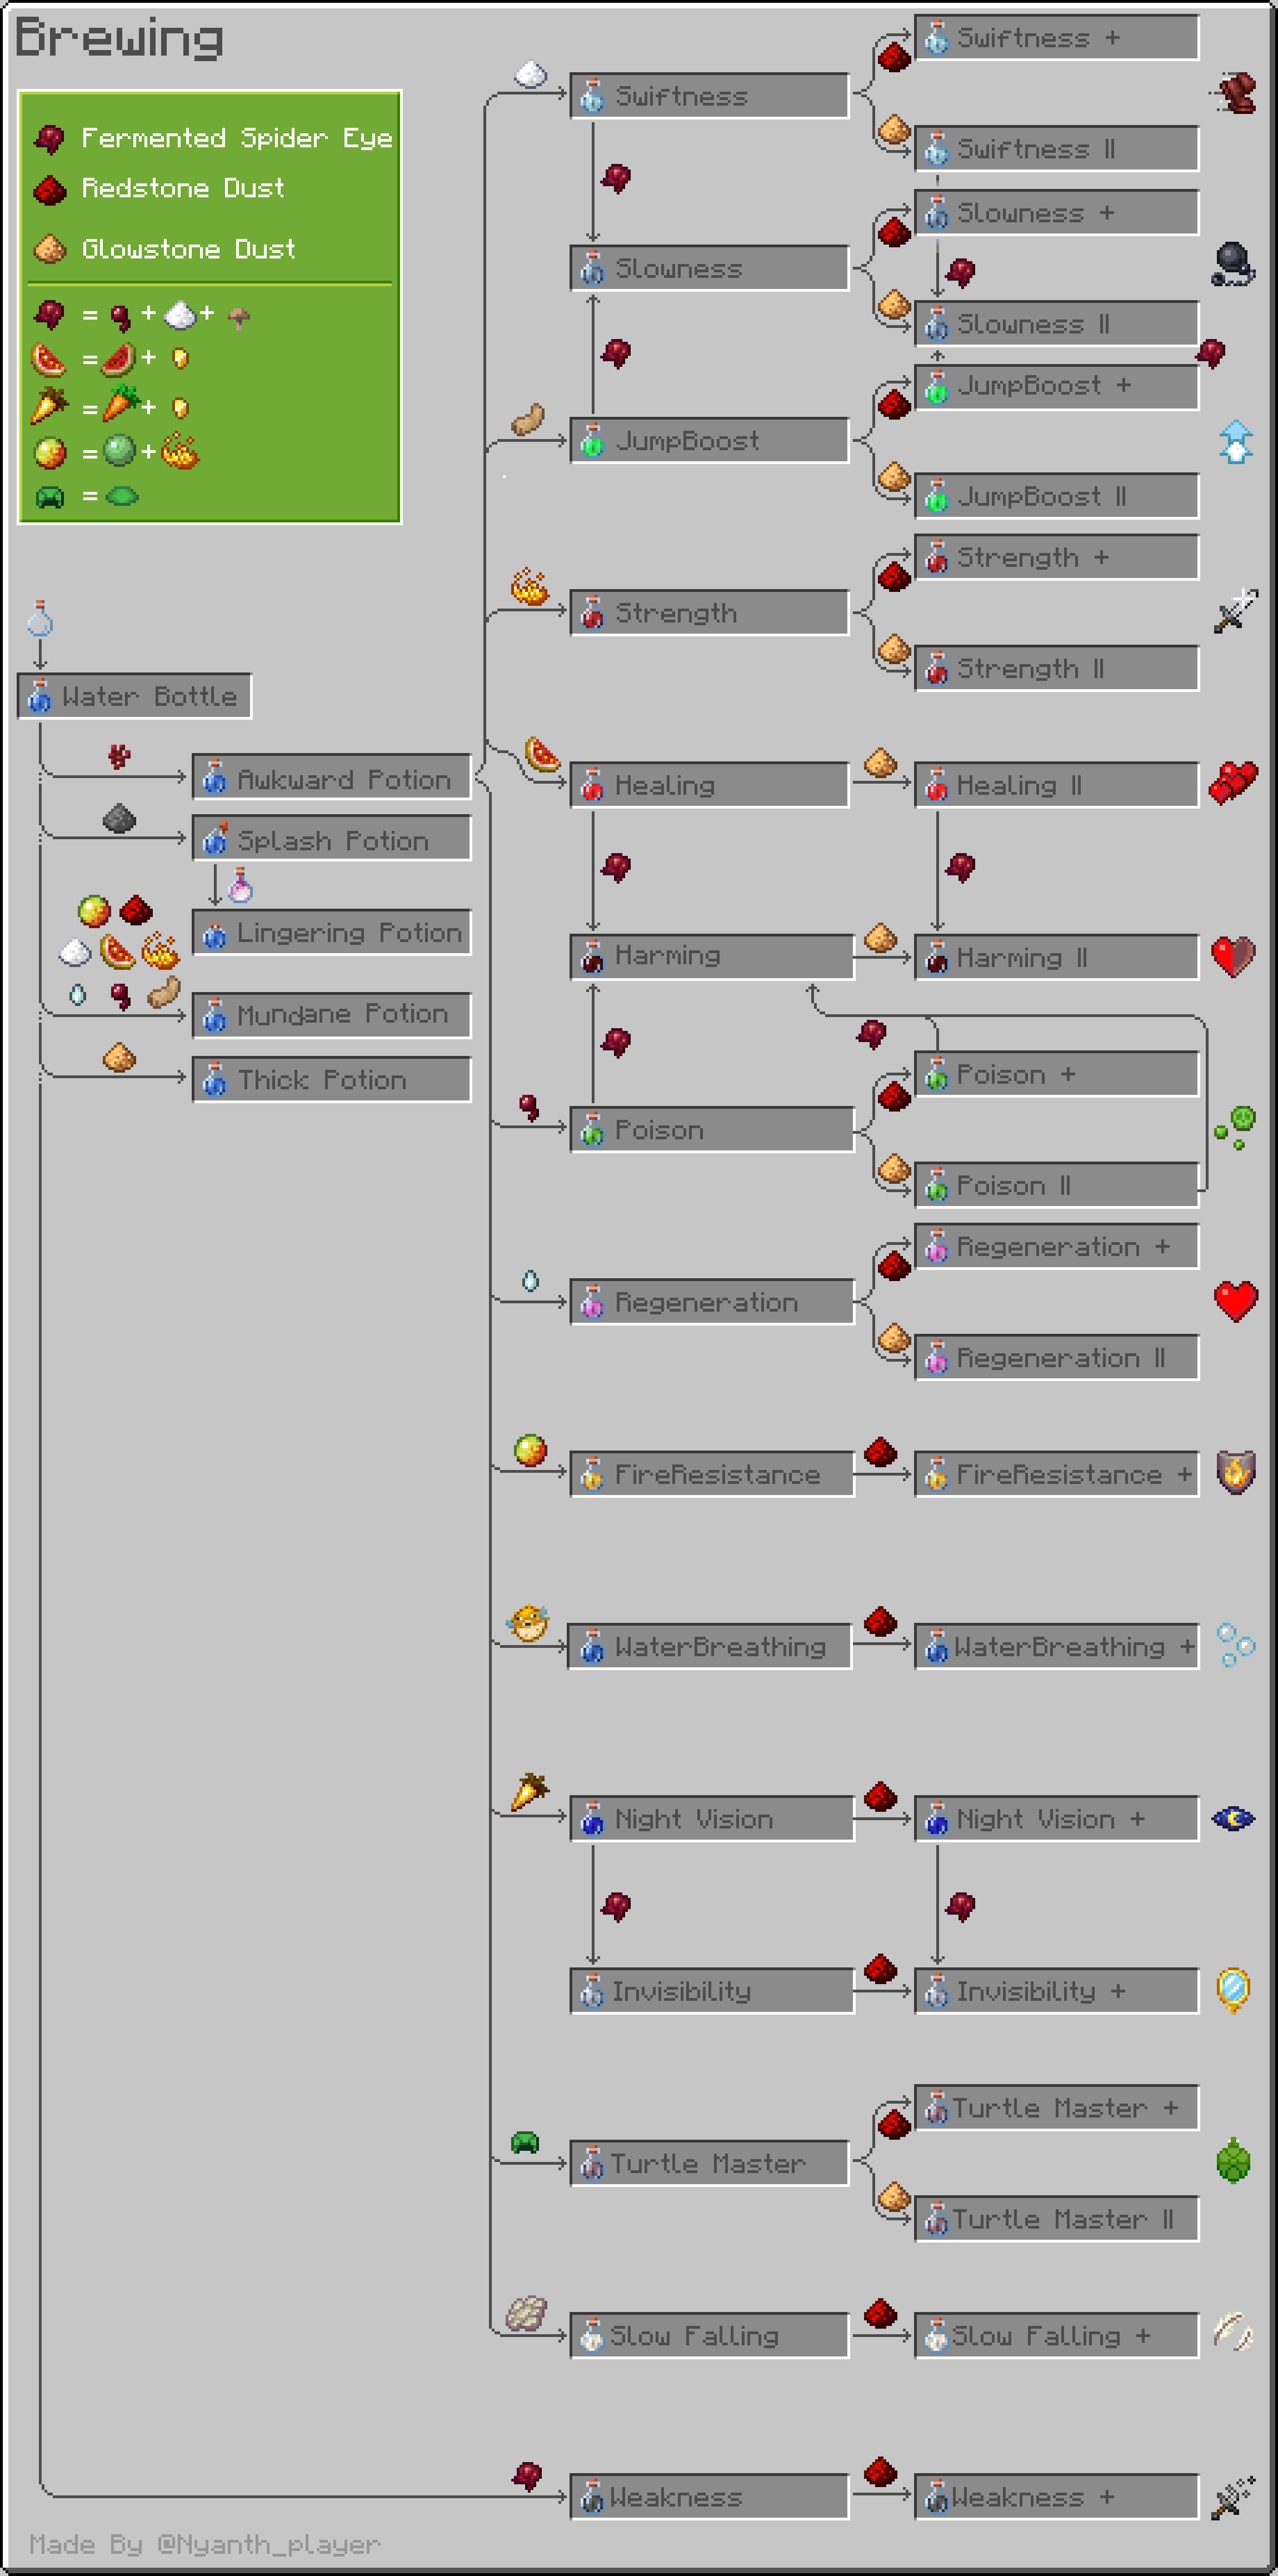 Brewing
Fermented Spider Eye
Redstone Dust
Glowstone Dust
= + +
= +
= +
= +
=
Water Bottle
Awkward Potion
Splash Potion
Lingering Potion
Mundane Potion
Thick Potion
Swiftness
Swiftness +
Swiftness II
Slowness
Slowness +
Slowness II
JumpBoost
JumpBoost +
JumpBoost II
Strength
Strength +
Strength II
Healing
Healing II
Harming
Harming II
Poison
Poison +
Poison II
Regeneration
Regeneration +
Regeneration II
FireResistance
FireResistance +
WaterBreathing
WaterBreathing +
Night Vision
Night Vision +
Invisibility
Invisibility +
Turtle Master
Turtle Master +
Turtle Master II
Slow Falling
Slow Falling +
Weakness
Weakness +
Made By @Nyanth_player